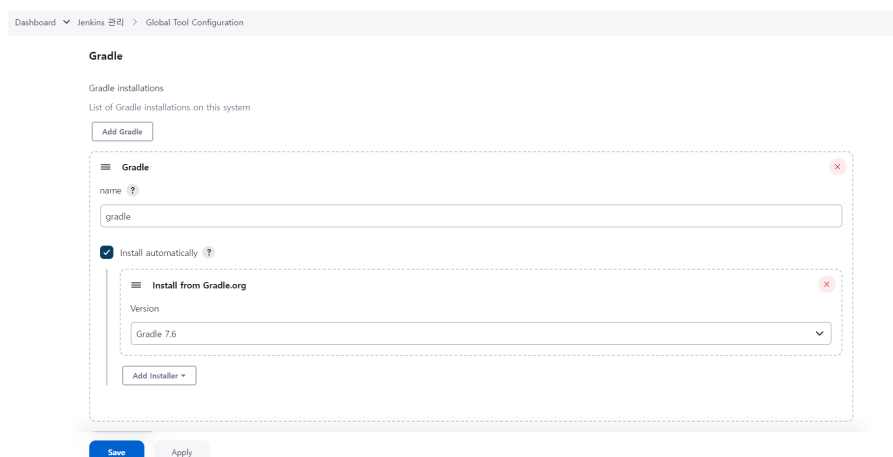 Dashboard Jenkins 관리 > Global Tool Configuration
Gradle
Gradle installations
List of Gradle installations on this system
Add Gradle
Gradle
name ?
gradle
Install automatically ?
Install from Gradle.org
Version
Gradle 7.6
Add Installer
Save Apply